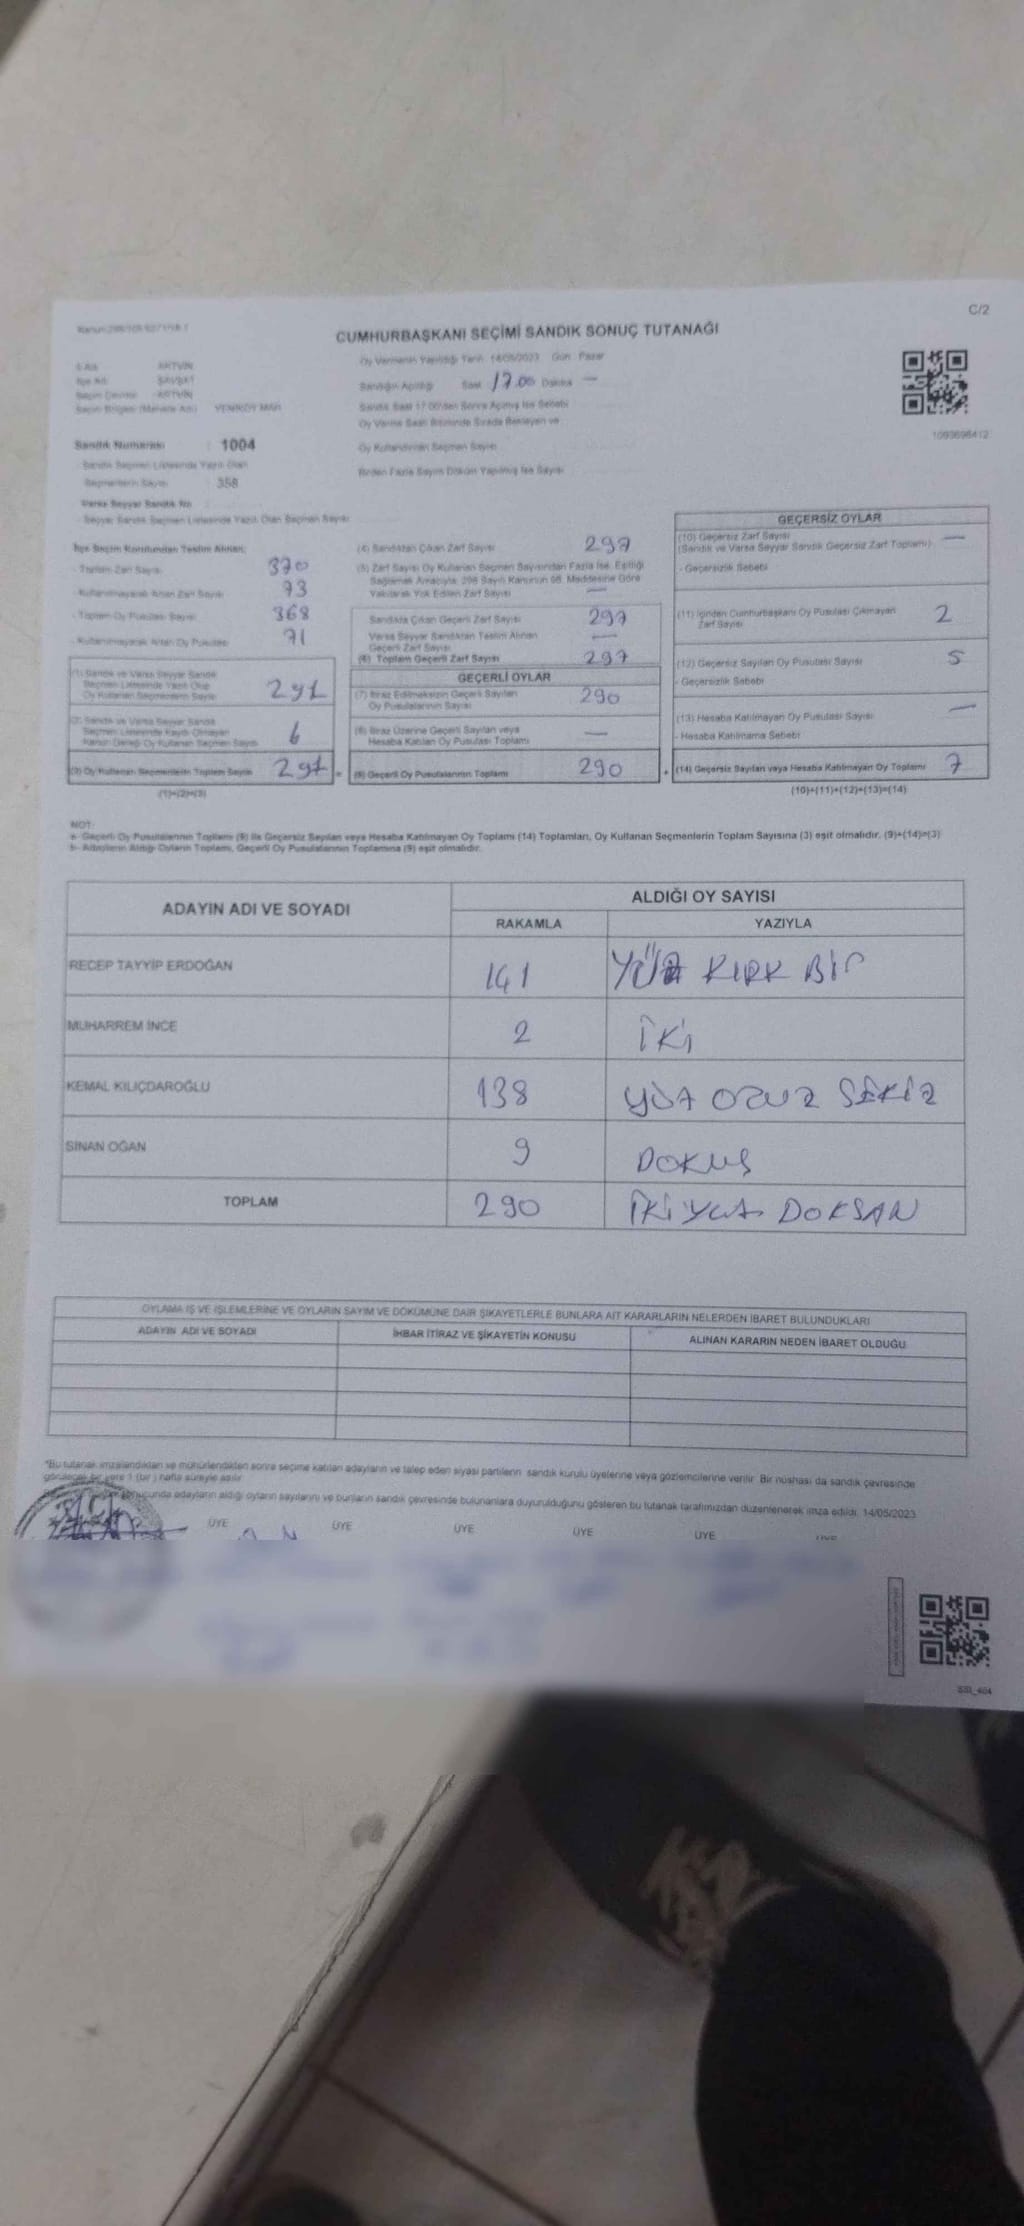 C/2
CUMHURBAŞKANI SEÇİMİ SANDIK SONUÇ TUTANAĞI
Oy Vermenin Yapıldığı Tarih 14/05/2023 Gün Pazar
İli Adı ARTVİN
İlçe Adı ŞAVŞAT
Seçim Çevresi ARTVİN
Seçim Bölgesi (Mahalle Adı) YENİKÖY MAH
Sandığın Açıldığı Saat 17.00 Dakika —
Sandık Saat 17:00'den Sonra Açılmış İse Sebebi
Oy Verme Saati Bitiminde Sırada Bekleyen ve
Oy Kullandırılan Seçmen Sayısı
Birden Fazla Sayım Döküm Yapılmış İse Sayısı
1093696412
Sandık Numarası : 1004
Sandık Seçmen Listesinde Yazılı Olan
Seçmenlerin Sayısı 358
Varsa Seyyar Sandık No
Seyyar Sandık Seçmen Listesinde Yazılı Olan Seçmen Sayısı
İlçe Seçim Kurulundan Teslim Alınan;
- Toplam Zarf Sayısı 370
- Kullanılmayarak Artan Zarf Sayısı 73
- Toplam Oy Pusulası Sayısı 368
- Kullanılmayarak Artan Oy Pusulası 71
(1) Sandık ve Varsa Seyyar Sandık
Seçmen Listesinde Yazılı Olup
Oy Kullanan Seçmenlerin Sayısı 291
(2) Sandık ve Varsa Seyyar Sandık
Seçmen Listesinde Kayıtlı Olmayan
Kanun Gereği Oy Kullanan Seçmen Sayısı 6
(3) Oy Kullanan Seçmenlerin Toplam Sayısı 297 =
(1)+(2)=(3)
(4) Sandıktan Çıkan Zarf Sayısı 297
(5) Zarf Sayısı Oy Kullanan Seçmen Sayısından Fazla İse, Eşitliği
Sağlamak Amacıyla; 298 Sayılı Kanunun 98. Maddesine Göre
Yakılarak Yok Edilen Zarf Sayısı —
Sandıkta Çıkan Geçerli Zarf Sayısı 297
Varsa Seyyar Sandıktan Teslim Alınan
Geçerli Zarf Sayısı —
(6) Toplam Geçerli Zarf Sayısı 297
GEÇERLİ OYLAR
(7) İtiraz Edilmeksizin Geçerli Sayılan
Oy Pusulalarının Sayısı 290
(8) İtiraz Üzerine Geçerli Sayılan veya
Hesaba Katılan Oy Pusulası Toplamı —
(9) Geçerli Oy Pusulalarının Toplamı 290 +
GEÇERSİZ OYLAR
(10) Geçersiz Zarf Sayısı
(Sandık ve Varsa Seyyar Sandık Geçersiz Zarf Toplamı) —
- Geçersizlik Sebebi
(11) İçinden Cumhurbaşkanı Oy Pusulası Çıkmayan
Zarf Sayısı 2
(12) Geçersiz Sayılan Oy Pusulası Sayısı 5
- Geçersizlik Sebebi
(13) Hesaba Katılmayan Oy Pusulası Sayısı —
- Hesaba Katılmama Sebebi
(14) Geçersiz Sayılan veya Hesaba Katılmayan Oy Toplamı 7
(10)+(11)+(12)+(13)=(14)
NOT:
a- Geçerli Oy Pusulalarının Toplamı (9) ile Geçersiz Sayılan veya Hesaba Katılmayan Oy Toplamı (14) Toplamları, Oy Kullanan Seçmenlerin Toplam Sayısına (3) eşit olmalıdır. (9)+(14)=(3)
b- Adayların Aldığı Oyların Toplamı, Geçerli Oy Pusulalarının Toplamına (9) eşit olmalıdır.
ADAYIN ADI VE SOYADI ALDIĞI OY SAYISI
RAKAMLA YAZIYLA
RECEP TAYYİP ERDOĞAN 141 YÜZ KIRK BİR
MUHARREM İNCE 2 İKİ
KEMAL KILIÇDAROĞLU 138 YÜZ OTUZ SEKİZ
SİNAN OĞAN 9 DOKUS
TOPLAM 290 İKİYÜZ DOKSAN
OYLAMA İŞ VE İŞLEMLERİNE VE OYLARIN SAYIM VE DÖKÜMÜNE DAİR ŞİKAYETLERLE BUNLARA AİT KARARLARIN NELERDEN İBARET BULUNDUKLARI
ADAYIN ADI VE SOYADI İHBAR İTİRAZ VE ŞİKAYETİN KONUSU ALINAN KARARIN NEDEN İBARET OLDUĞU
*Bu tutanak imzalandıktan ve mühürlendikten sonra seçime katılan adayların ve talep eden siyasi partilerin sandık kurulu üyelerine veya gözlemcilerine verilir. Bir nüshası da sandık çevresinde
görülecek bir yere 1 (bir) hafta süreyle asılır.
sonucunda adayların aldığı oyların sayılarını ve bunların sandık çevresinde bulunanlara duyurulduğunu gösteren bu tutanak tarafımızdan düzenlenerek imza edildi. 14/05/2023
ÜYE ÜYE ÜYE ÜYE ÜYE